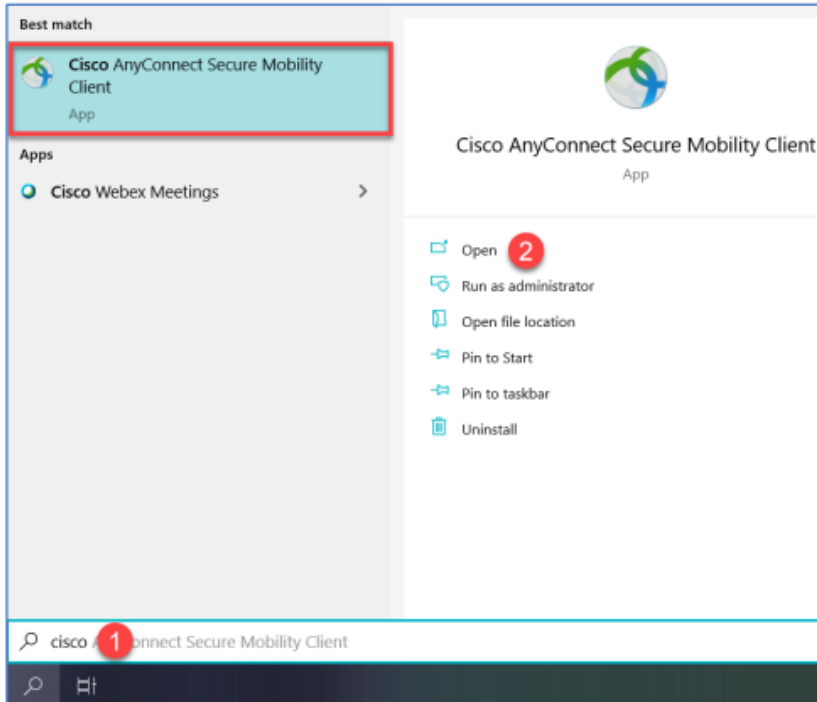 Best match
Cisco AnyConnect Secure Mobility
Client
App
Apps
Cisco Webex Meetings
Cisco AnyConnect Secure Mobility Client
App
Open 2
Run as administrator
Open file location
Pin to Start
Pin to taskbar
Uninstall
cisco 1 onnect Secure Mobility Client